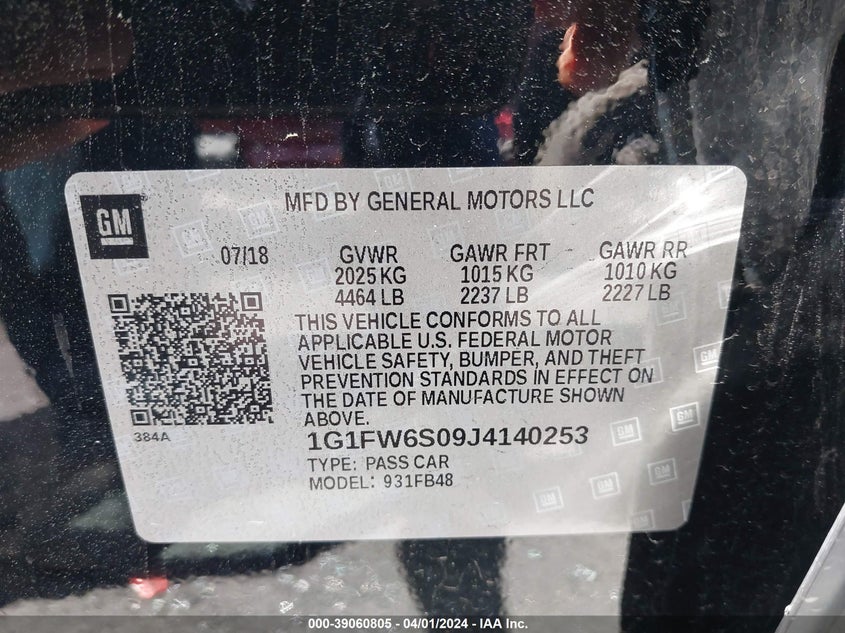 GM
MFD BY GENERAL MOTORS LLC
07/18 GVWR GAWR FRT GAWR RR
2025 KG 1015 KG 1010 KG
4464 LB 2237 LB 2227 LB
THIS VEHICLE CONFORMS TO ALL
APPLICABLE U.S. FEDERAL MOTOR
VEHICLE SAFETY, BUMPER, AND THEFT
PREVENTION STANDARDS IN EFFECT ON
THE DATE OF MANUFACTURE SHOWN
ABOVE.
384A
1G1FW6S09J4140253
TYPE: PASS CAR
MODEL: 931FB48
000-39060805 - 04/01/2024 - IAA Inc.